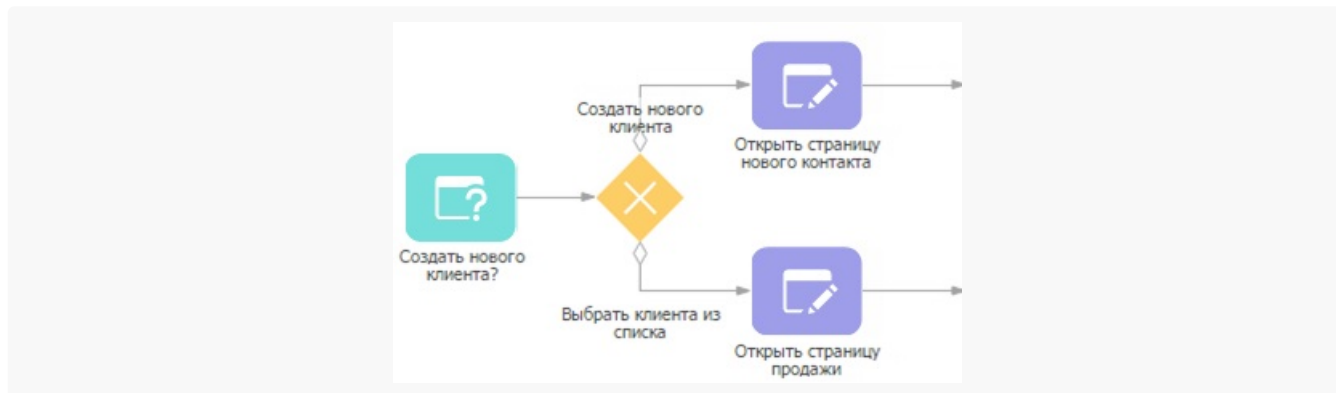 Создать нового
клиента
Открыть страницу
нового контакта
Создать нового
клиента?
Выбрать клиента из
списка
Открыть страницу
продажи